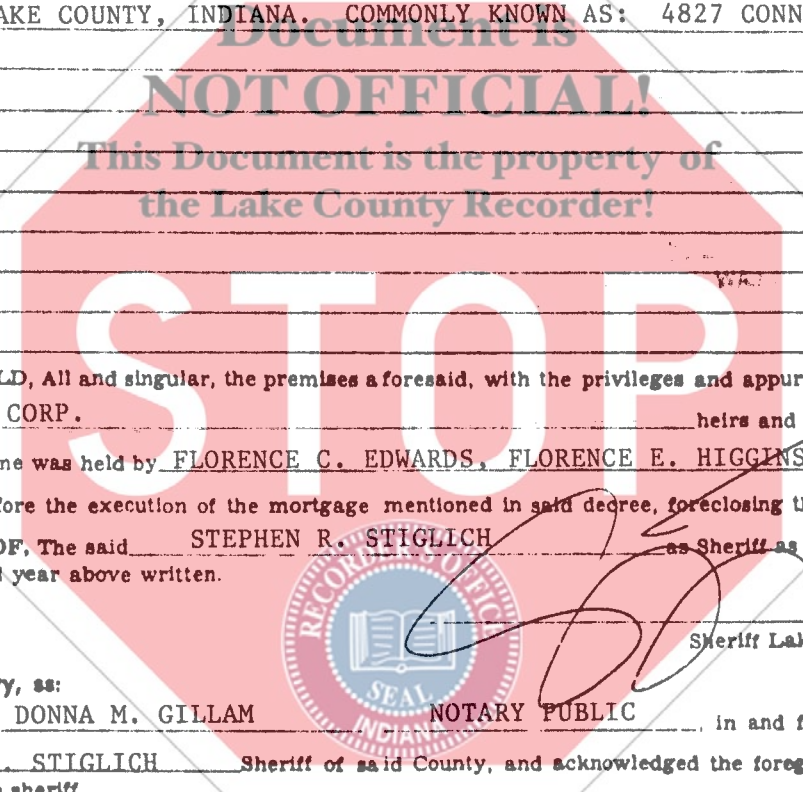 AKE COUNTY, INDIANA. COMMONLY KNOWN AS: 4827 CONN
Document is
NOT OFFICIAL!
This Document is the property of
the Lake County Recorder!
STOP
LD, All and singular, the premises aforesaid, with the privileges and appur
CORP. heirs and
ne was held by FLORENCE C. EDWARDS, FLORENCE E. HIGGINS
fore the execution of the mortgage mentioned in said decree, foreclosing th
OF, The said STEPHEN R. STIGLICH as Sheriff as
year above written.
RECORDER'S OFFICE
SEAL
INDIANA
Sheriff Lak
ry, ss:
DONNA M. GILLAM NOTARY PUBLIC , in and f
. STIGLICH Sheriff of said County, and acknowledged the foreg
sheriff